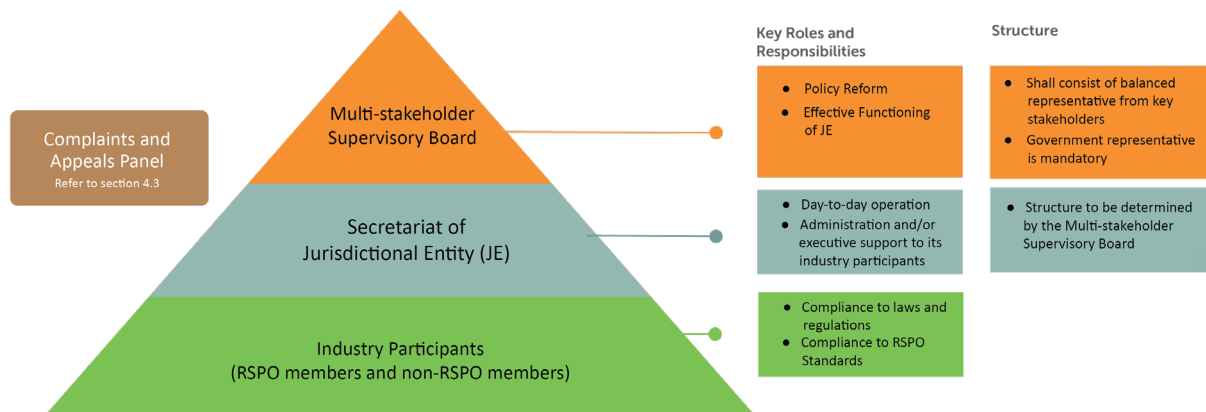 Complaints and
Appeals Panel
Refer to section 4.3
Multi-stakeholder
Supervisory Board
Secretariat of
Jurisdictional Entity (JE)
Industry Participants
(RSPO members and non-RSPO members)
Key Roles and
Responsibilities
● Policy Reform
● Effective Functioning
of JE
● Day-to-day operation
● Administration and/or
executive support to its
industry participants
● Compliance to laws and
regulations
● Compliance to RSPO
Standards
Structure
● Shall consist of balanced
representative from key
stakeholders
● Government representative
is mandatory
● Structure to be determined
by the Multi-stakeholder
Supervisory Board